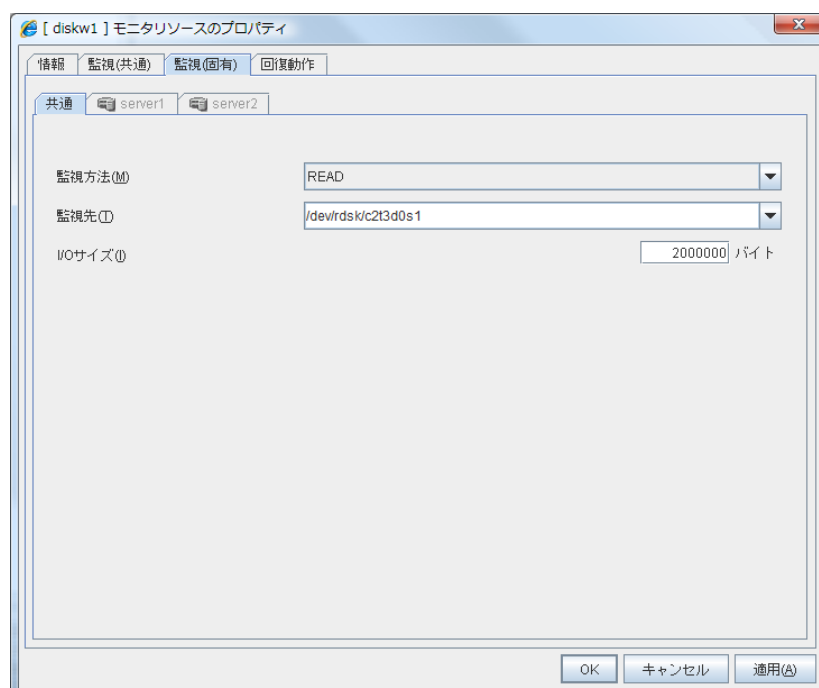 [ diskw1 ] モニタリソースのプロパティ
情報 監視(共通) 監視(固有) 回復動作
共通 server1 server2
監視方法(M) READ
監視先(T) /dev/rdsk/c2t3d0s1
I/Oサイズ(I) 2000000 バイト
OK キャンセル 適用(A)